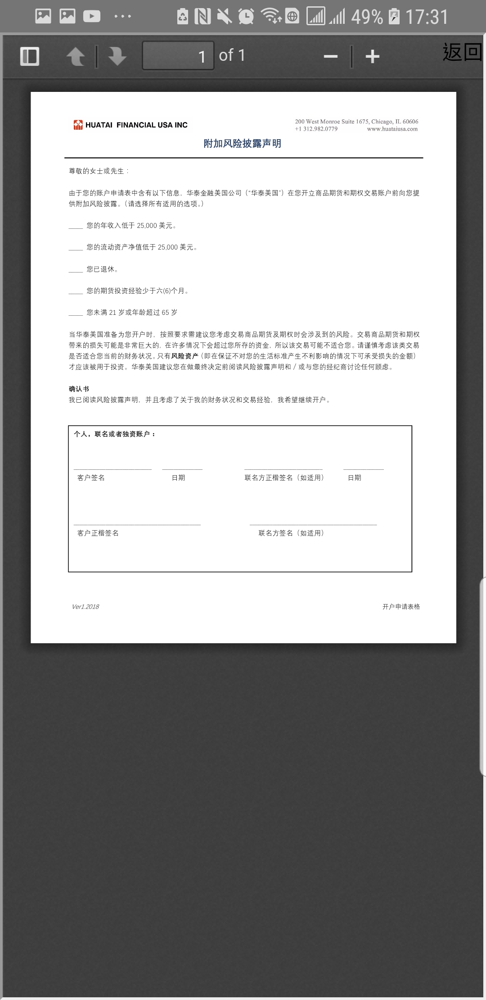 49% 17:31
1 of 1
返回
HUATAI FINANCIAL USA INC
200 West Monroe Suite 1675, Chicago, IL 60606
+1 312.982.0779 www.huataiusa.com
附加风险披露声明
尊敬的女士或先生：
由于您的账户申请表中含有以下信息，华泰金融美国公司（“华泰美国”）在您开立商品期货和期权交易账户前向您提
供附加风险披露。（请选择所有适用的选项。）
____ 您的年收入低于 25,000 美元。
____ 您的流动资产净值低于 25,000 美元。
____ 您已退休。
____ 您的期货投资经验少于六(6)个月。
____ 您未满 21 岁或年龄超过 65 岁
当华泰美国准备为您开户时，按照要求需建议您考虑交易商品期货及期权时会涉及到的风险。交易商品期货和期权
带来的损失可能是非常巨大的，在许多情况下会超过您所存的资金，所以该交易可能不适合您。请谨慎考虑该类交易
是否适合您当前的财务状况。只有风险资产（即在保证不对您的生活标准产生不利影响的情况下可承受损失的金额）
才应该被用于投资。华泰美国建议您在做最终决定前阅读风险披露声明和 / 或与您的经纪商讨论任何顾虑。
确认书
我已阅读风险披露声明，并且考虑了关于我的财务状况和交易经验，我希望继续开户。
个人，联名或者独资账户：
客户签名 日期 联名方正楷签名（如适用） 日期
客户正楷签名 联名方签名（如适用）
Ver1.2018 开户申请表格